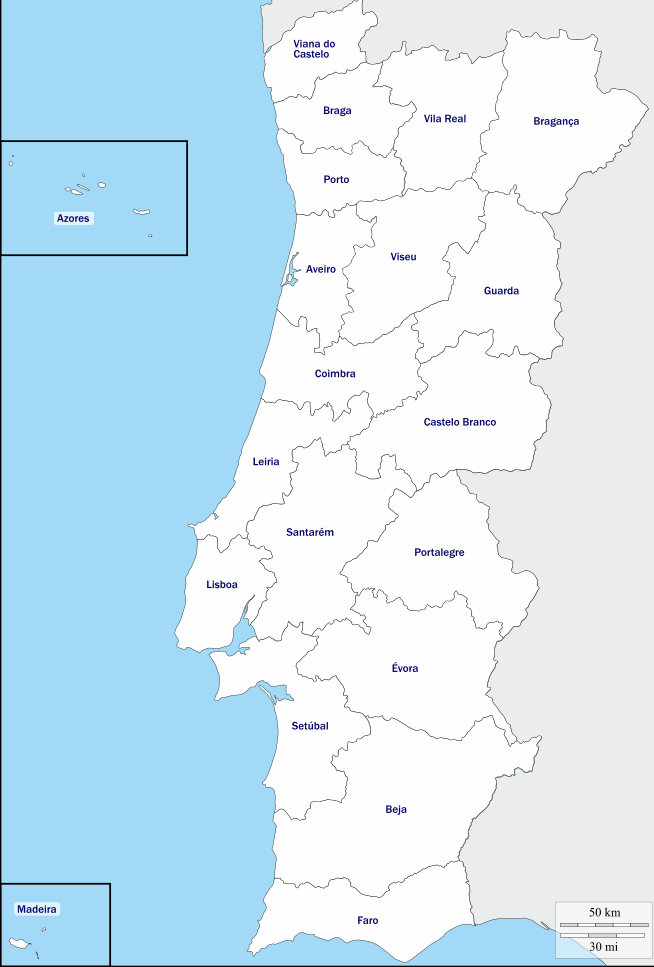 Viana do
Castelo
Braga
Vila Real
Bragança
Porto
Azores
Aveiro
Viseu
Guarda
Coimbra
Castelo Branco
Leiria
Santarém
Portalegre
Lisboa
Évora
Setúbal
Beja
Madeira
Faro
50 km
30 mi